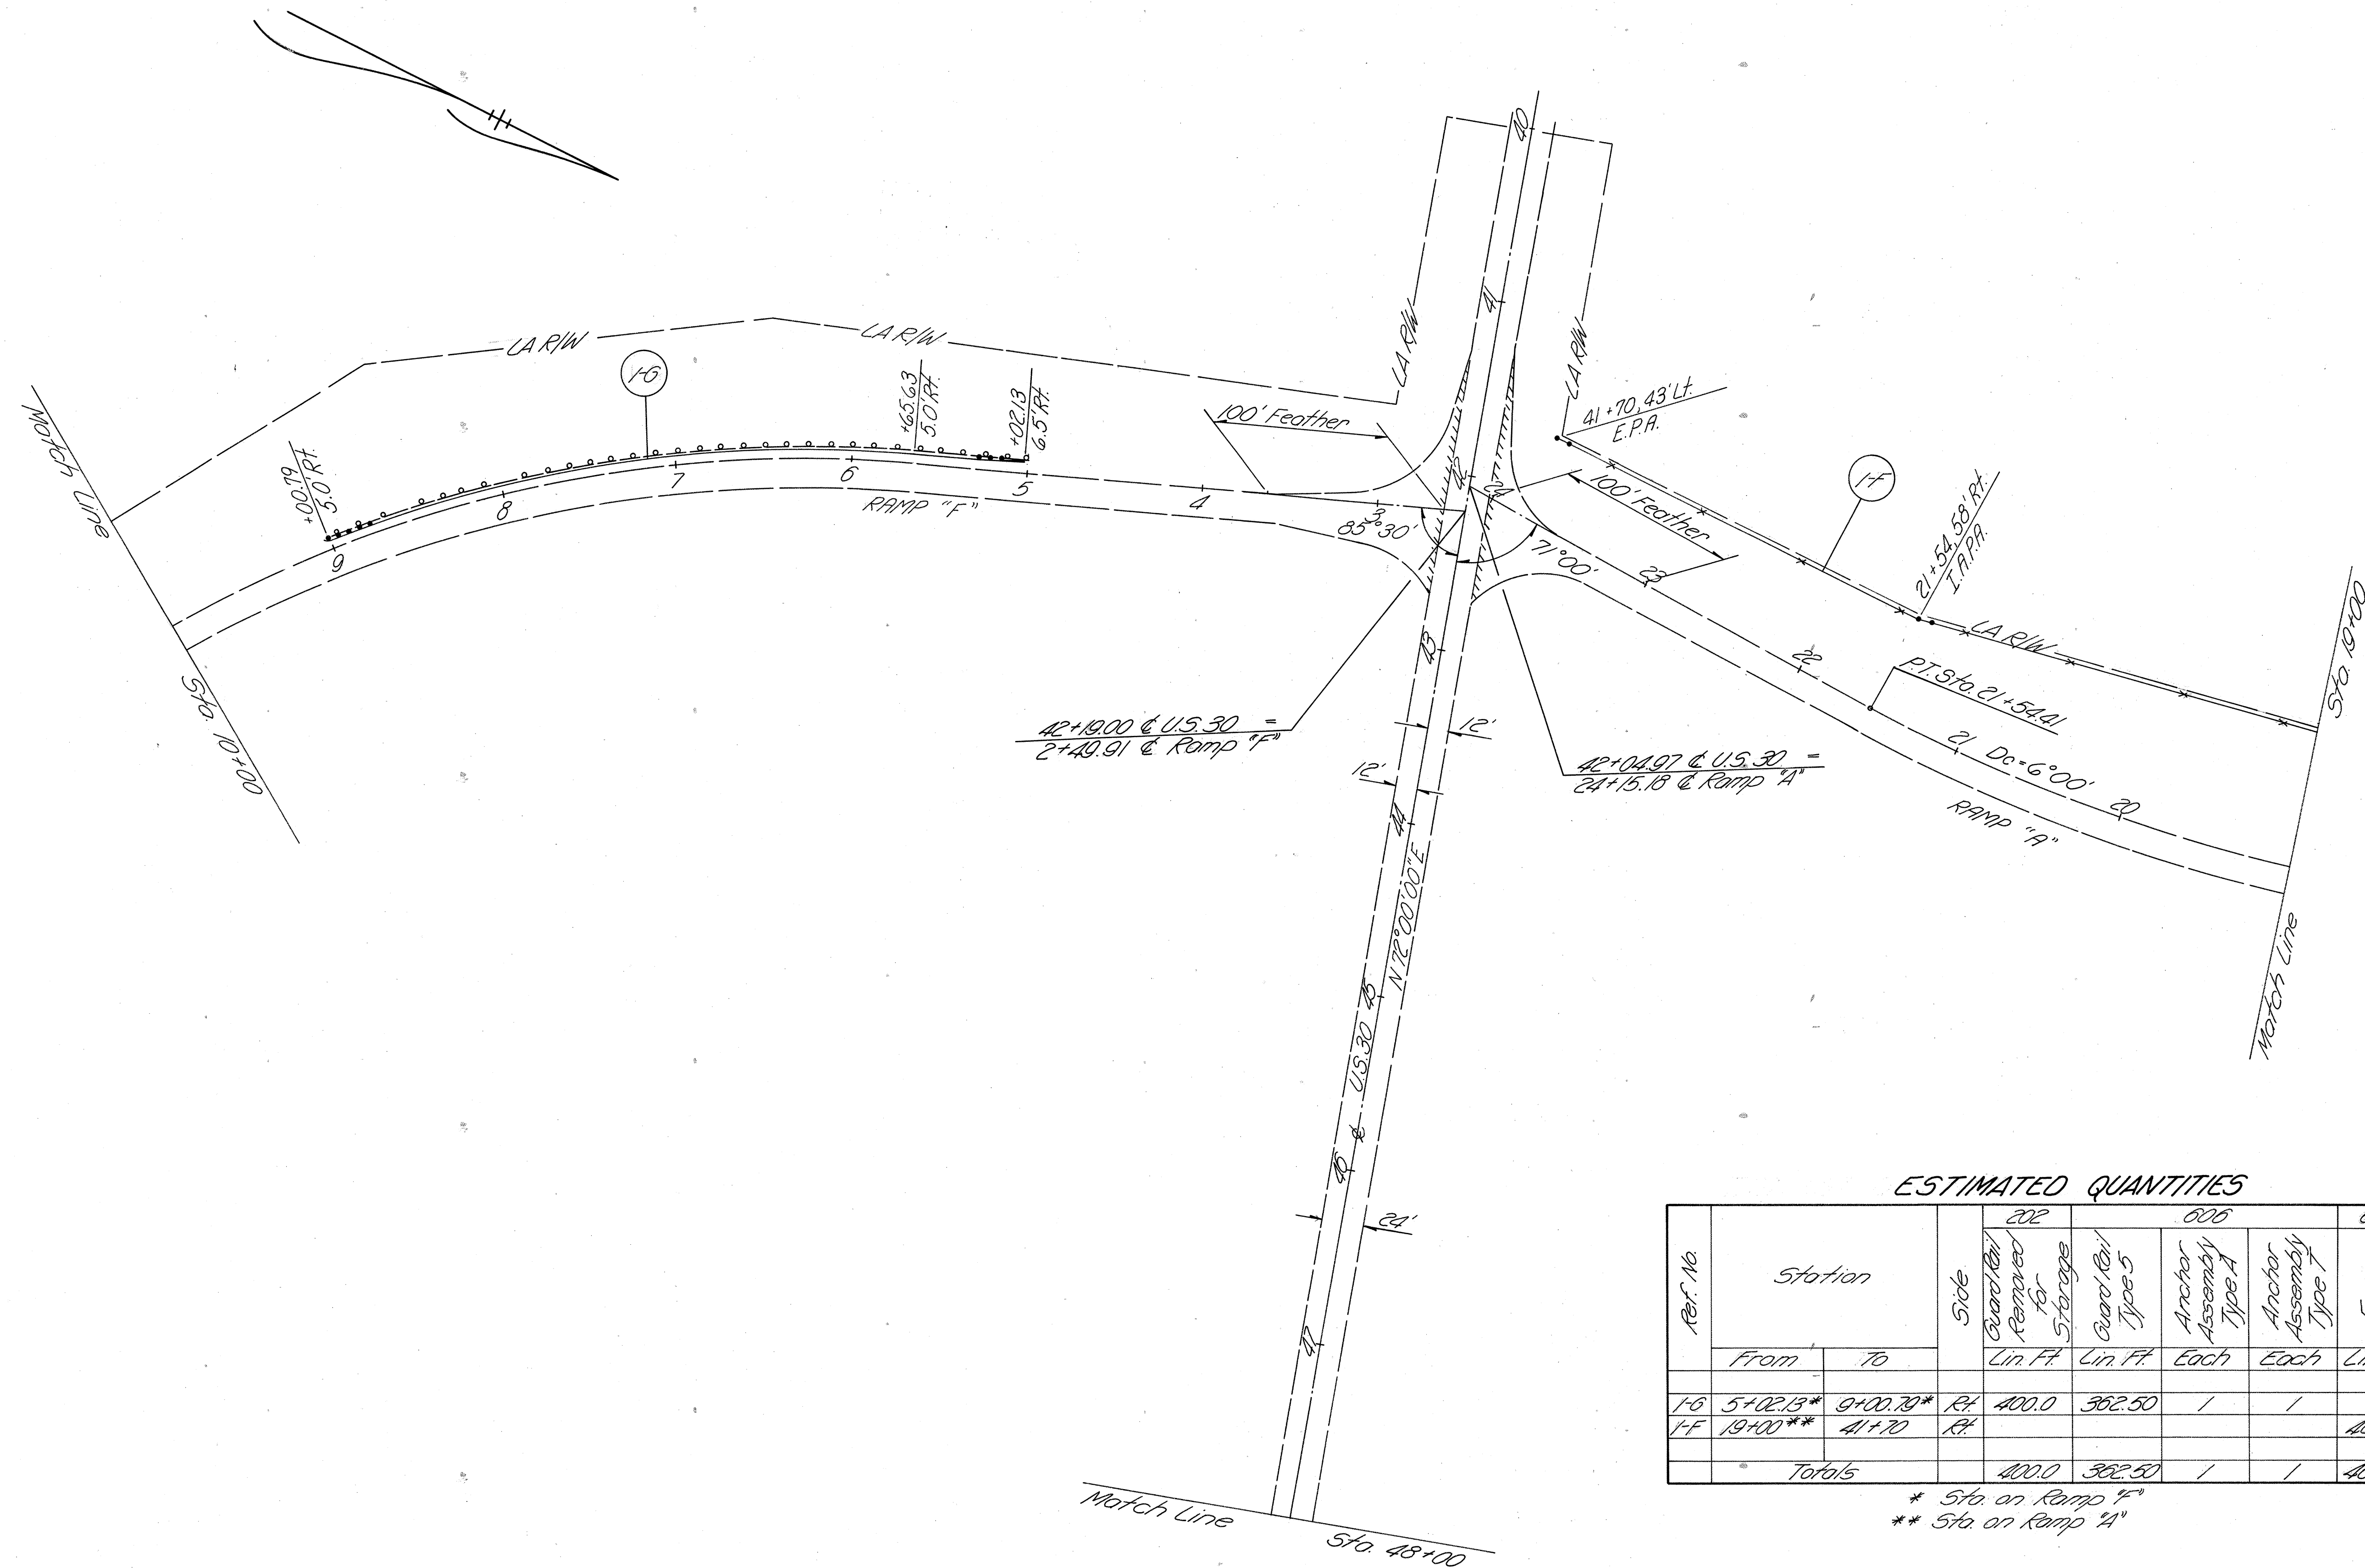 40
41
42
24
43
44
45
46
47
LA R/W
LA R/W
LA R/W
LA R/W
LA R/W
1-G
1-F
+00.79
5.0' Rt.
+65.63
5.0' Rt.
+02.13
6.5' Rt.
100' Feather
100' Feather
41+70, 43' Lt.
E.P.A.
21+54, 58' Rt.
I.A.P.A.
Match Line
Sta. 10+00
9
8
7
6
5
4
3
RAMP "F"
85°30'
71°00'
23
22
21
20
P.T. Sta. 21+54.41
Dc=6°00'
RAMP "A"
Sta. 19+00
Match Line
42+19.00 ℄ U.S. 30 =
2+49.91 ℄ Ramp "F"
42+04.97 ℄ U.S. 30 =
24+15.18 ℄ Ramp "A"
12'
12'
24'
N 72°00'00" E
℄ U.S. 30
Match Line
Sta. 48+00
ESTIMATED QUANTITIES
202 606
Ref. No. Station Side
Guard Rail Removed for Storage
Guard Rail Type 5
Anchor Assembly Type A
Anchor Assembly Type T
From To Lin. Ft. Lin. Ft. Each Each
1-G 5+02.13* 9+00.79* Rt. 400.0 362.50 1 1
1-F 19+00** 41+70 Rt.
Totals 400.0 362.50 1 1
* Sta. on Ramp "F"
** Sta. on Ramp "A"